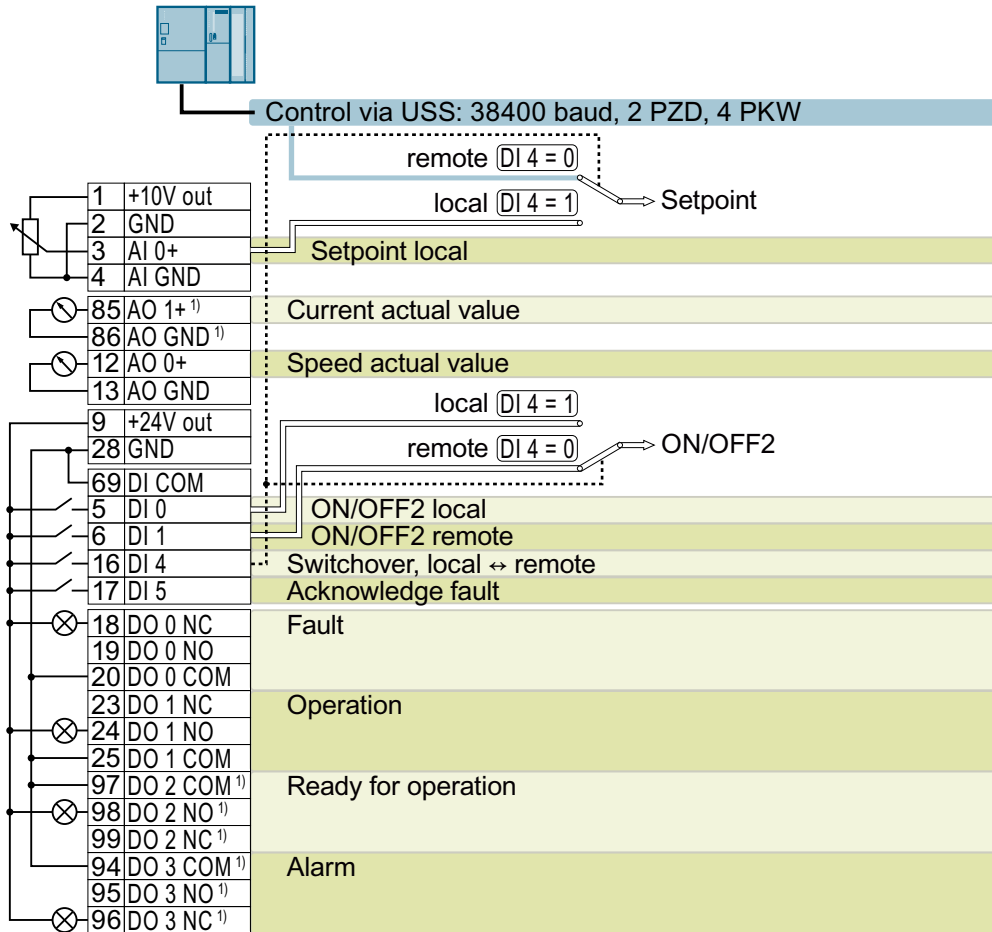 Control via USS: 38400 baud, 2 PZD, 4 PKW
remote DI 4 = 0
Setpoint
local DI 4 = 1
1 +10V out
2 GND
3 AI 0+ Setpoint local
4 AI GND
85 AO 1+ 1) Current actual value
86 AO GND 1)
12 AO 0+ Speed actual value
13 AO GND
local DI 4 = 1
9 +24V out
28 GND
remote DI 4 = 0 ON/OFF2
69 DI COM
5 DI 0 ON/OFF2 local
6 DI 1 ON/OFF2 remote
16 DI 4 Switchover, local ↔ remote
17 DI 5 Acknowledge fault
18 DO 0 NC Fault
19 DO 0 NO
20 DO 0 COM
23 DO 1 NC Operation
24 DO 1 NO
25 DO 1 COM
97 DO 2 COM 1) Ready for operation
98 DO 2 NO 1)
99 DO 2 NC 1)
94 DO 3 COM 1) Alarm
95 DO 3 NO 1)
96 DO 3 NC 1)